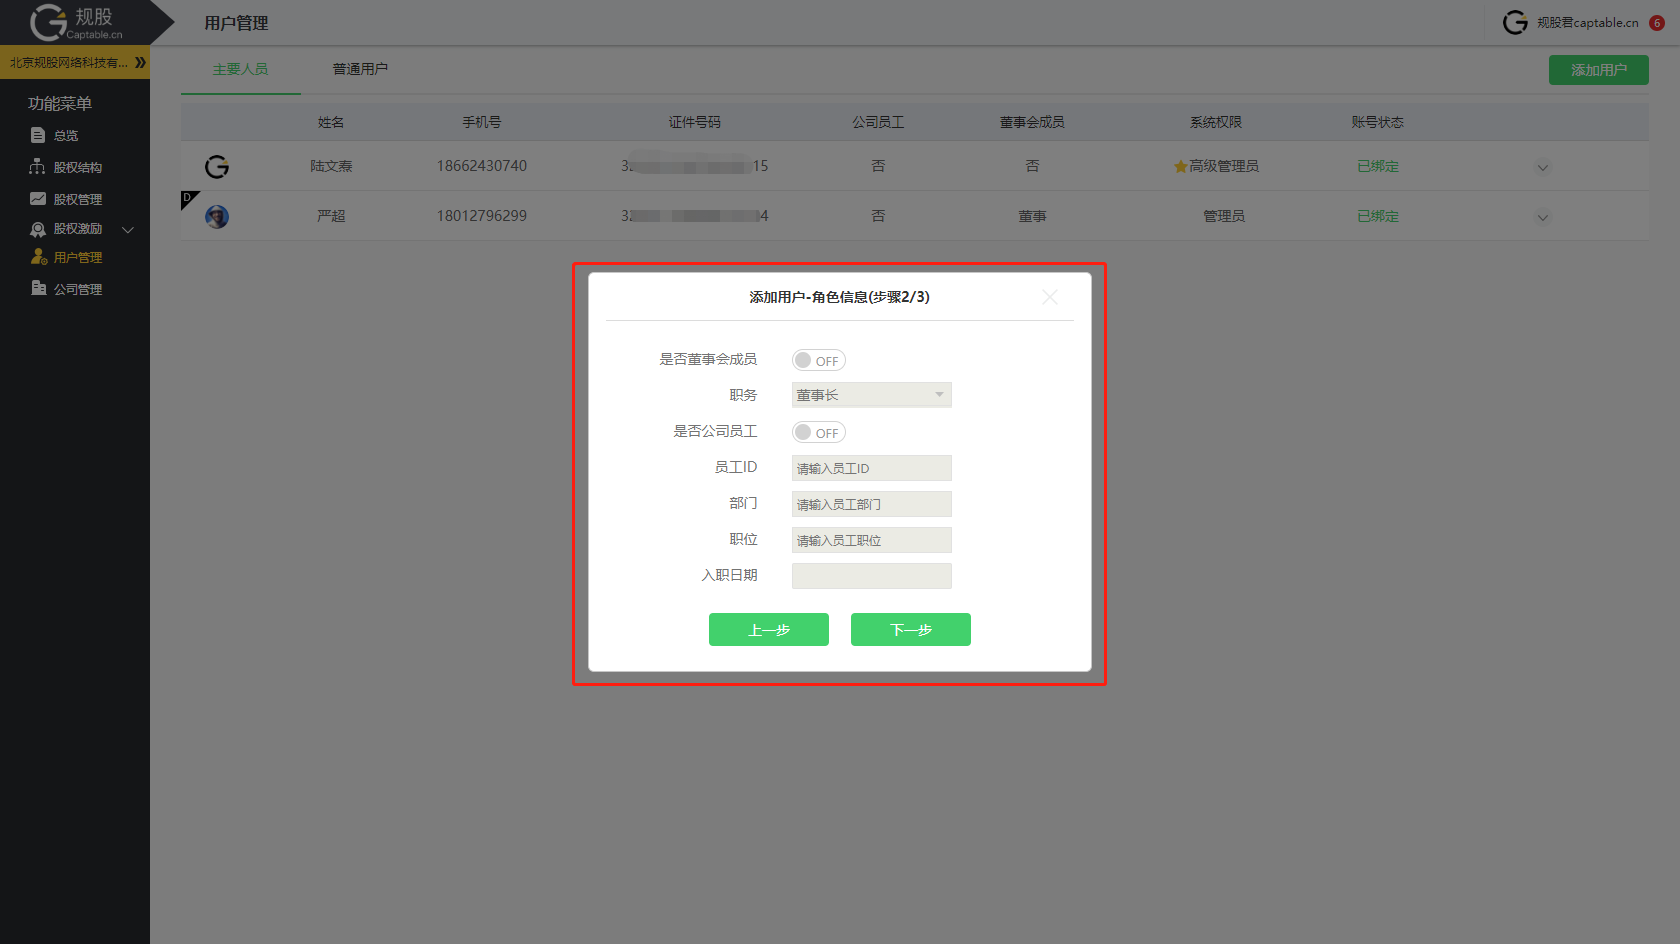 规股
Captable.cn
用户管理
规股君captable.cn
6
北京规股网络科技有...
主要人员
普通用户
添加用户
功能菜单
总览
股权结构
股权管理
股权激励
用户管理
公司管理
姓名 手机号 证件号码 公司员工 董事会成员 系统权限 账号状态
陆文焘 18662430740 3 15 否 否 高级管理员 已绑定
D
严超 18012796299 3 4 否 董事 管理员 已绑定
添加用户-角色信息(步骤2/3)
是否董事会成员 OFF
职务 董事长
是否公司员工 OFF
员工ID 请输入员工ID
部门 请输入员工部门
职位 请输入员工职位
入职日期
上一步 下一步